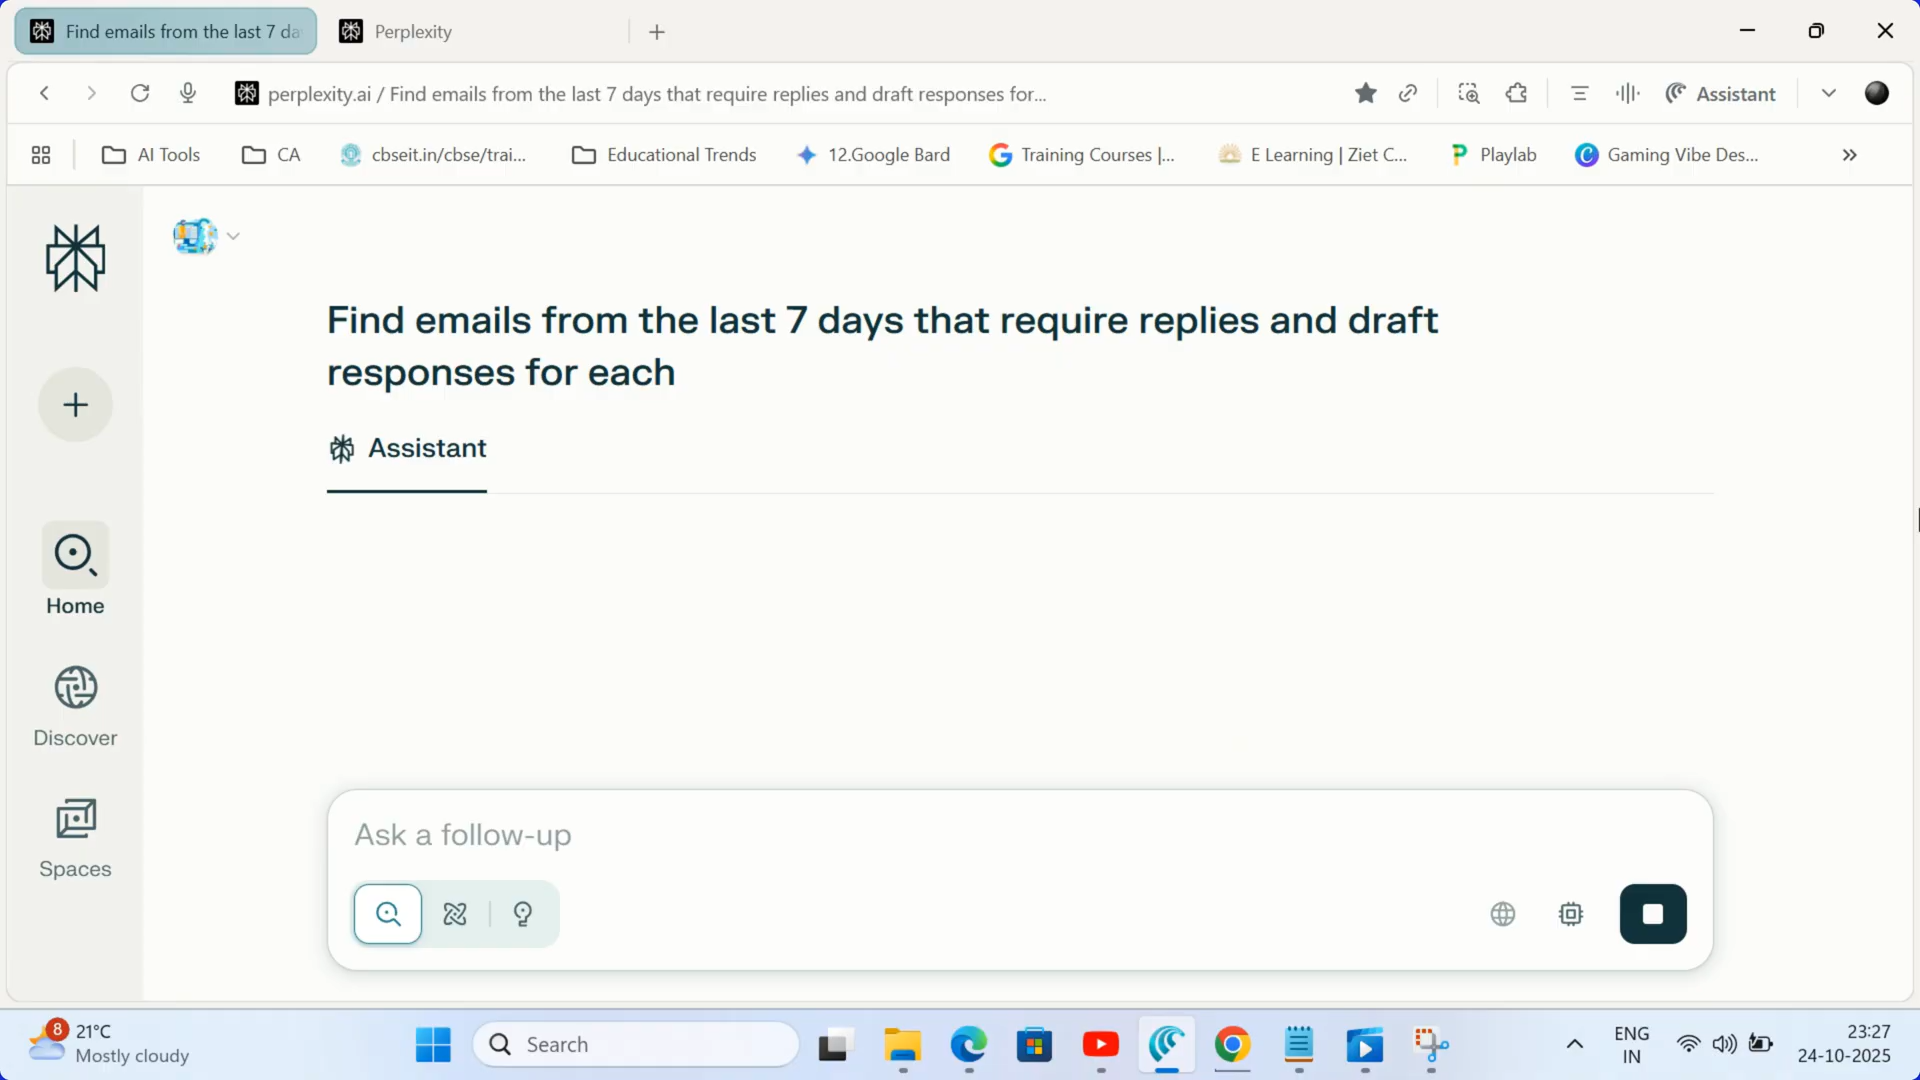 Find emails from the last 7 da
Perplexity
perplexity.ai / Find emails from the last 7 days that require replies and draft responses for...
Assistant
AI Tools
CA
cbseit.in/cbse/trai...
Educational Trends
12.Google Bard
Training Courses |...
E Learning | Ziet C...
Playlab
Gaming Vibe Des...
Find emails from the last 7 days that require replies and draft
responses for each
Assistant
Home
Discover
Spaces
Ask a follow-up
8
21°C
Mostly cloudy
Search
ENG
IN
23:27
24-10-2025